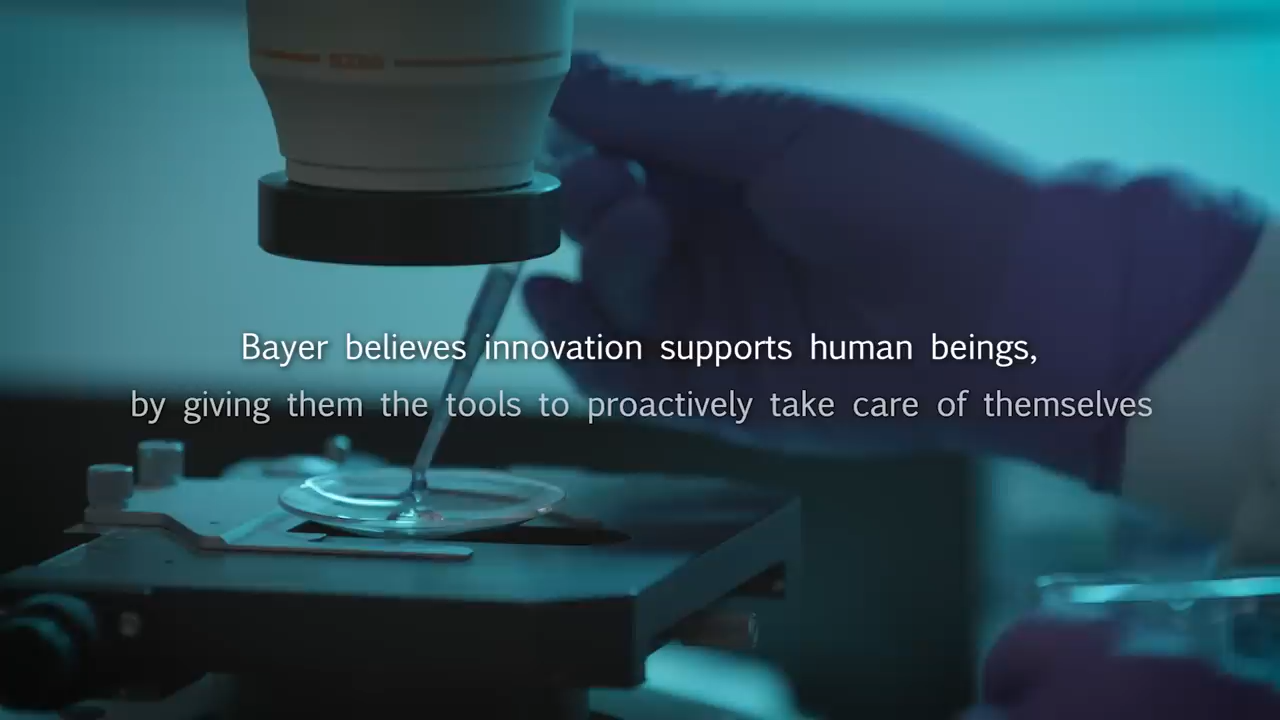 Bayer believes innovation supports human beings,
by giving them the tools to proactively take care of themselves